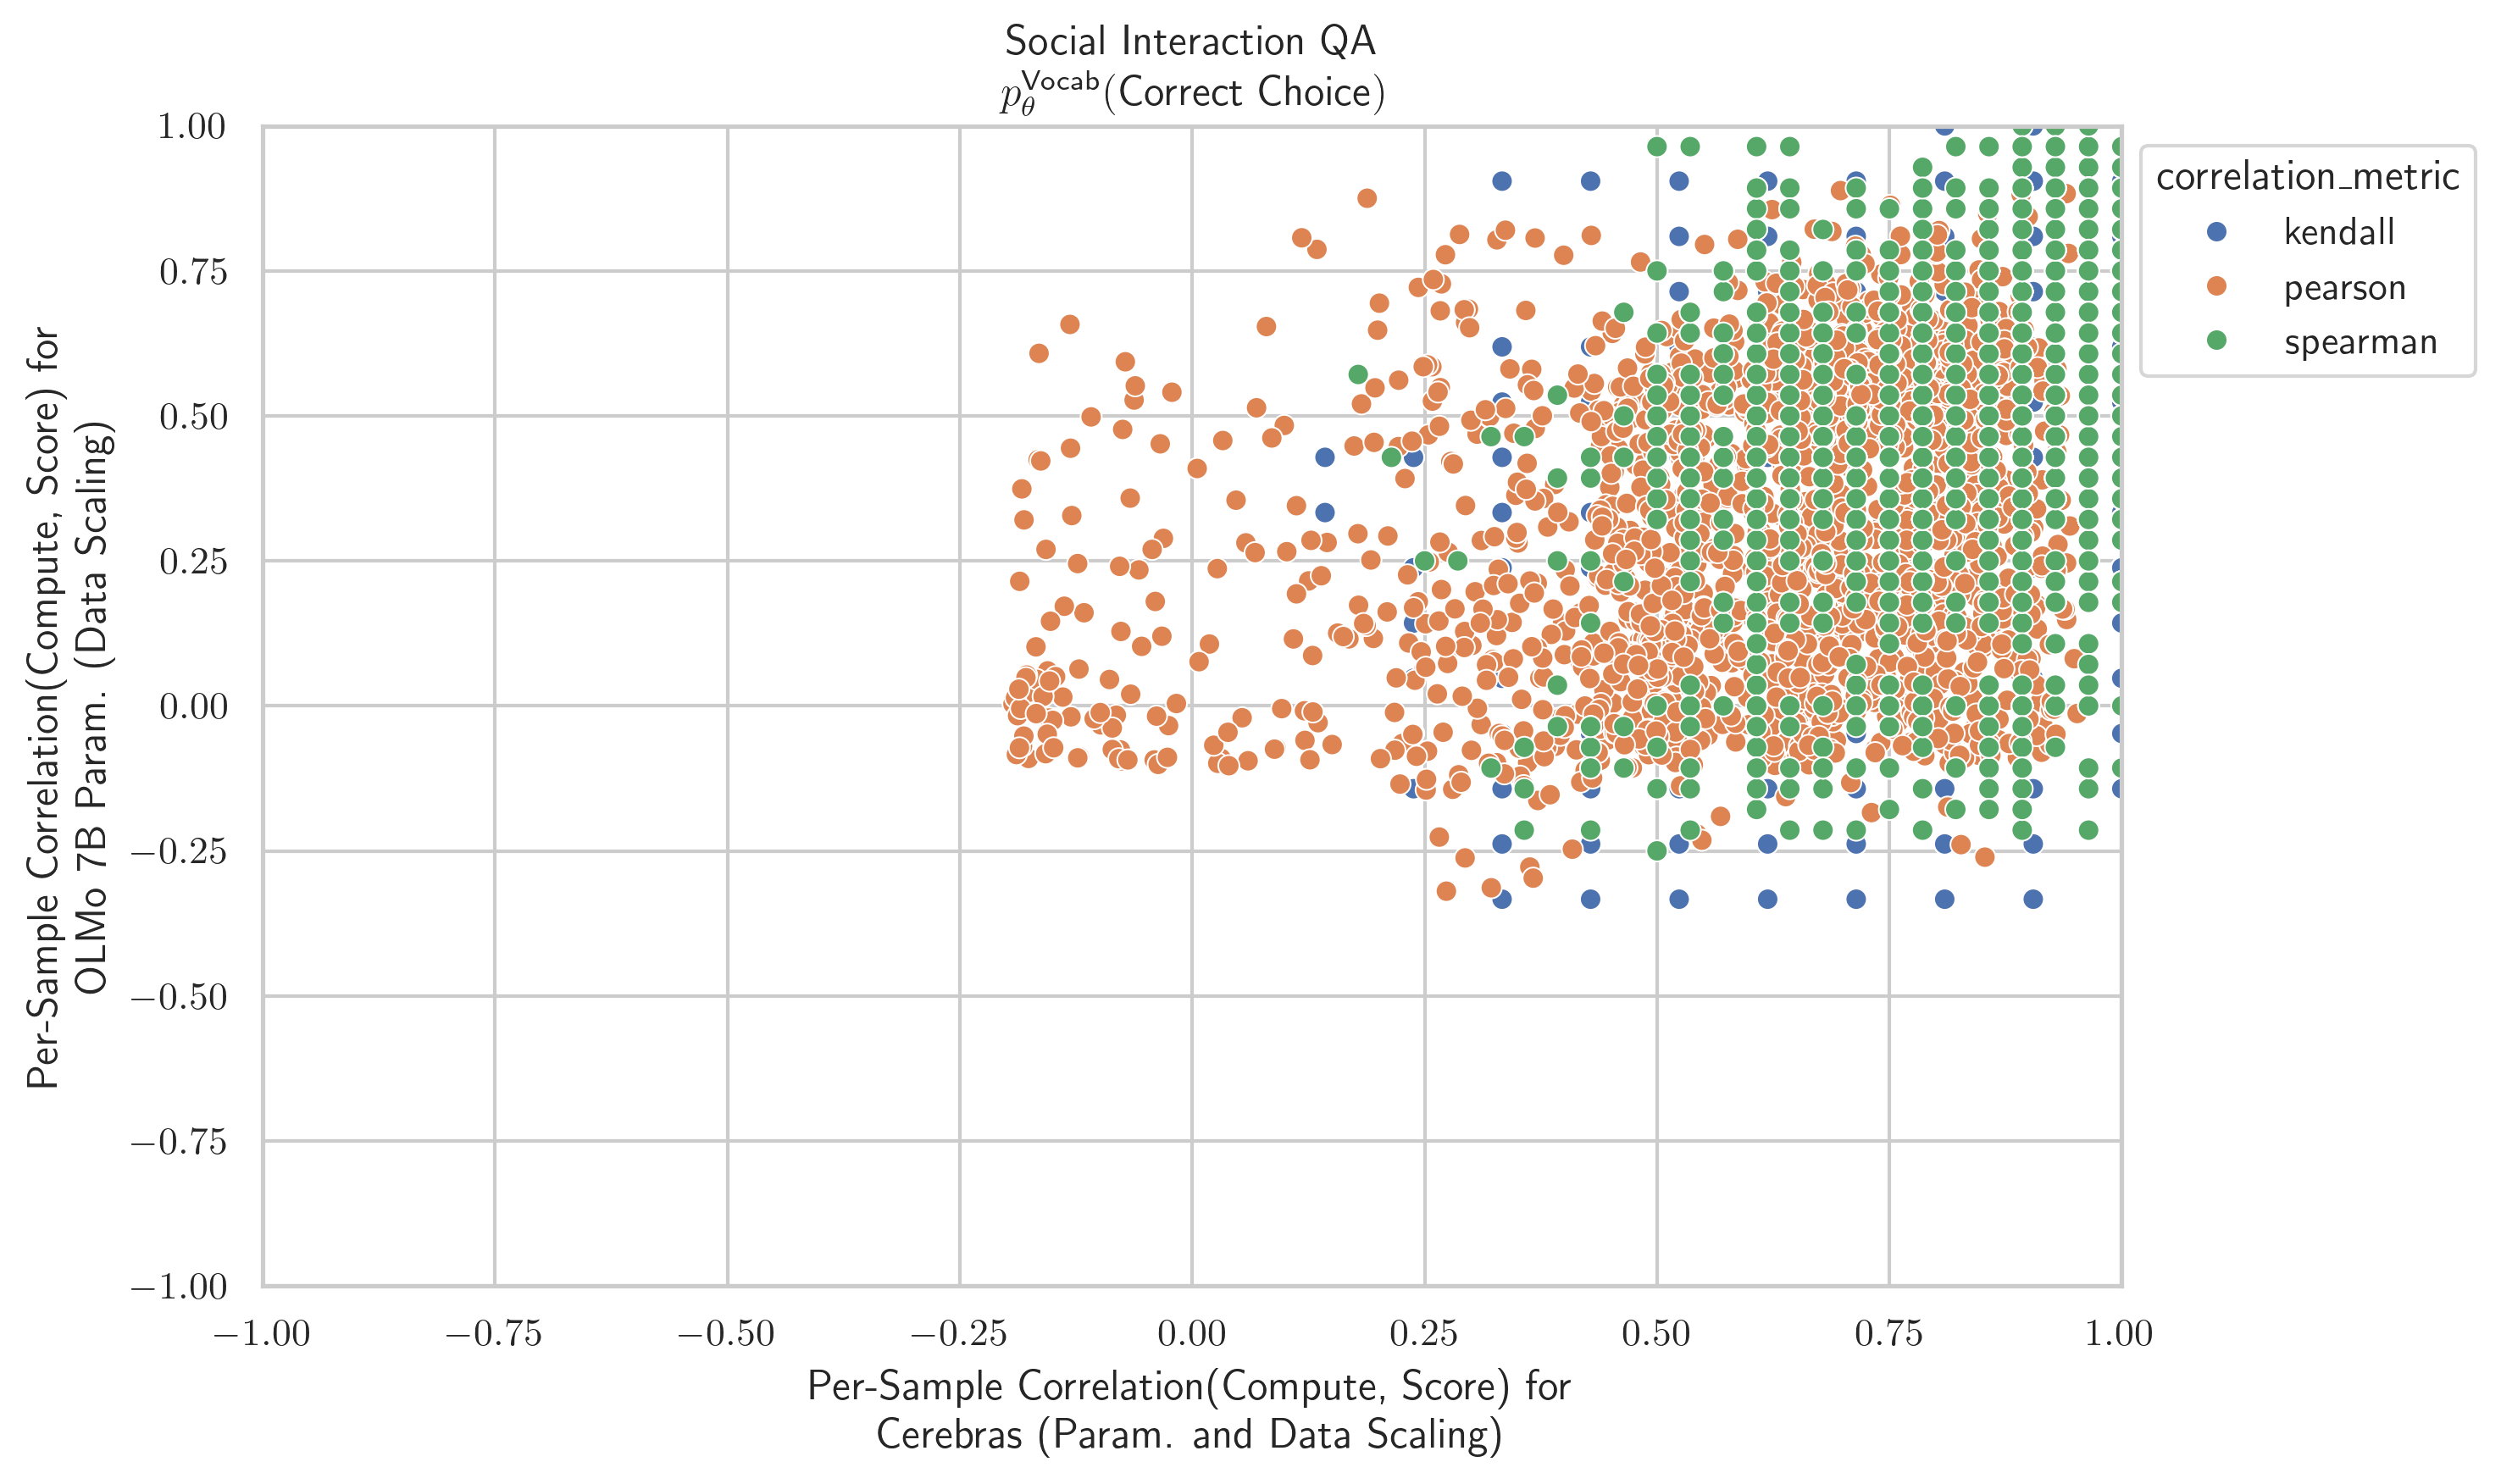 Social Interaction QA
p_θ^Vocab(Correct Choice)
Per-Sample Correlation(Compute, Score) for
OLMo 7B Param. (Data Scaling)
1.00
0.75
0.50
0.25
0.00
−0.25
−0.50
−0.75
−1.00
−1.00 −0.75 −0.50 −0.25 0.00 0.25 0.50 0.75 1.00
Per-Sample Correlation(Compute, Score) for
Cerebras (Param. and Data Scaling)
correlation_metric
kendall
pearson
spearman